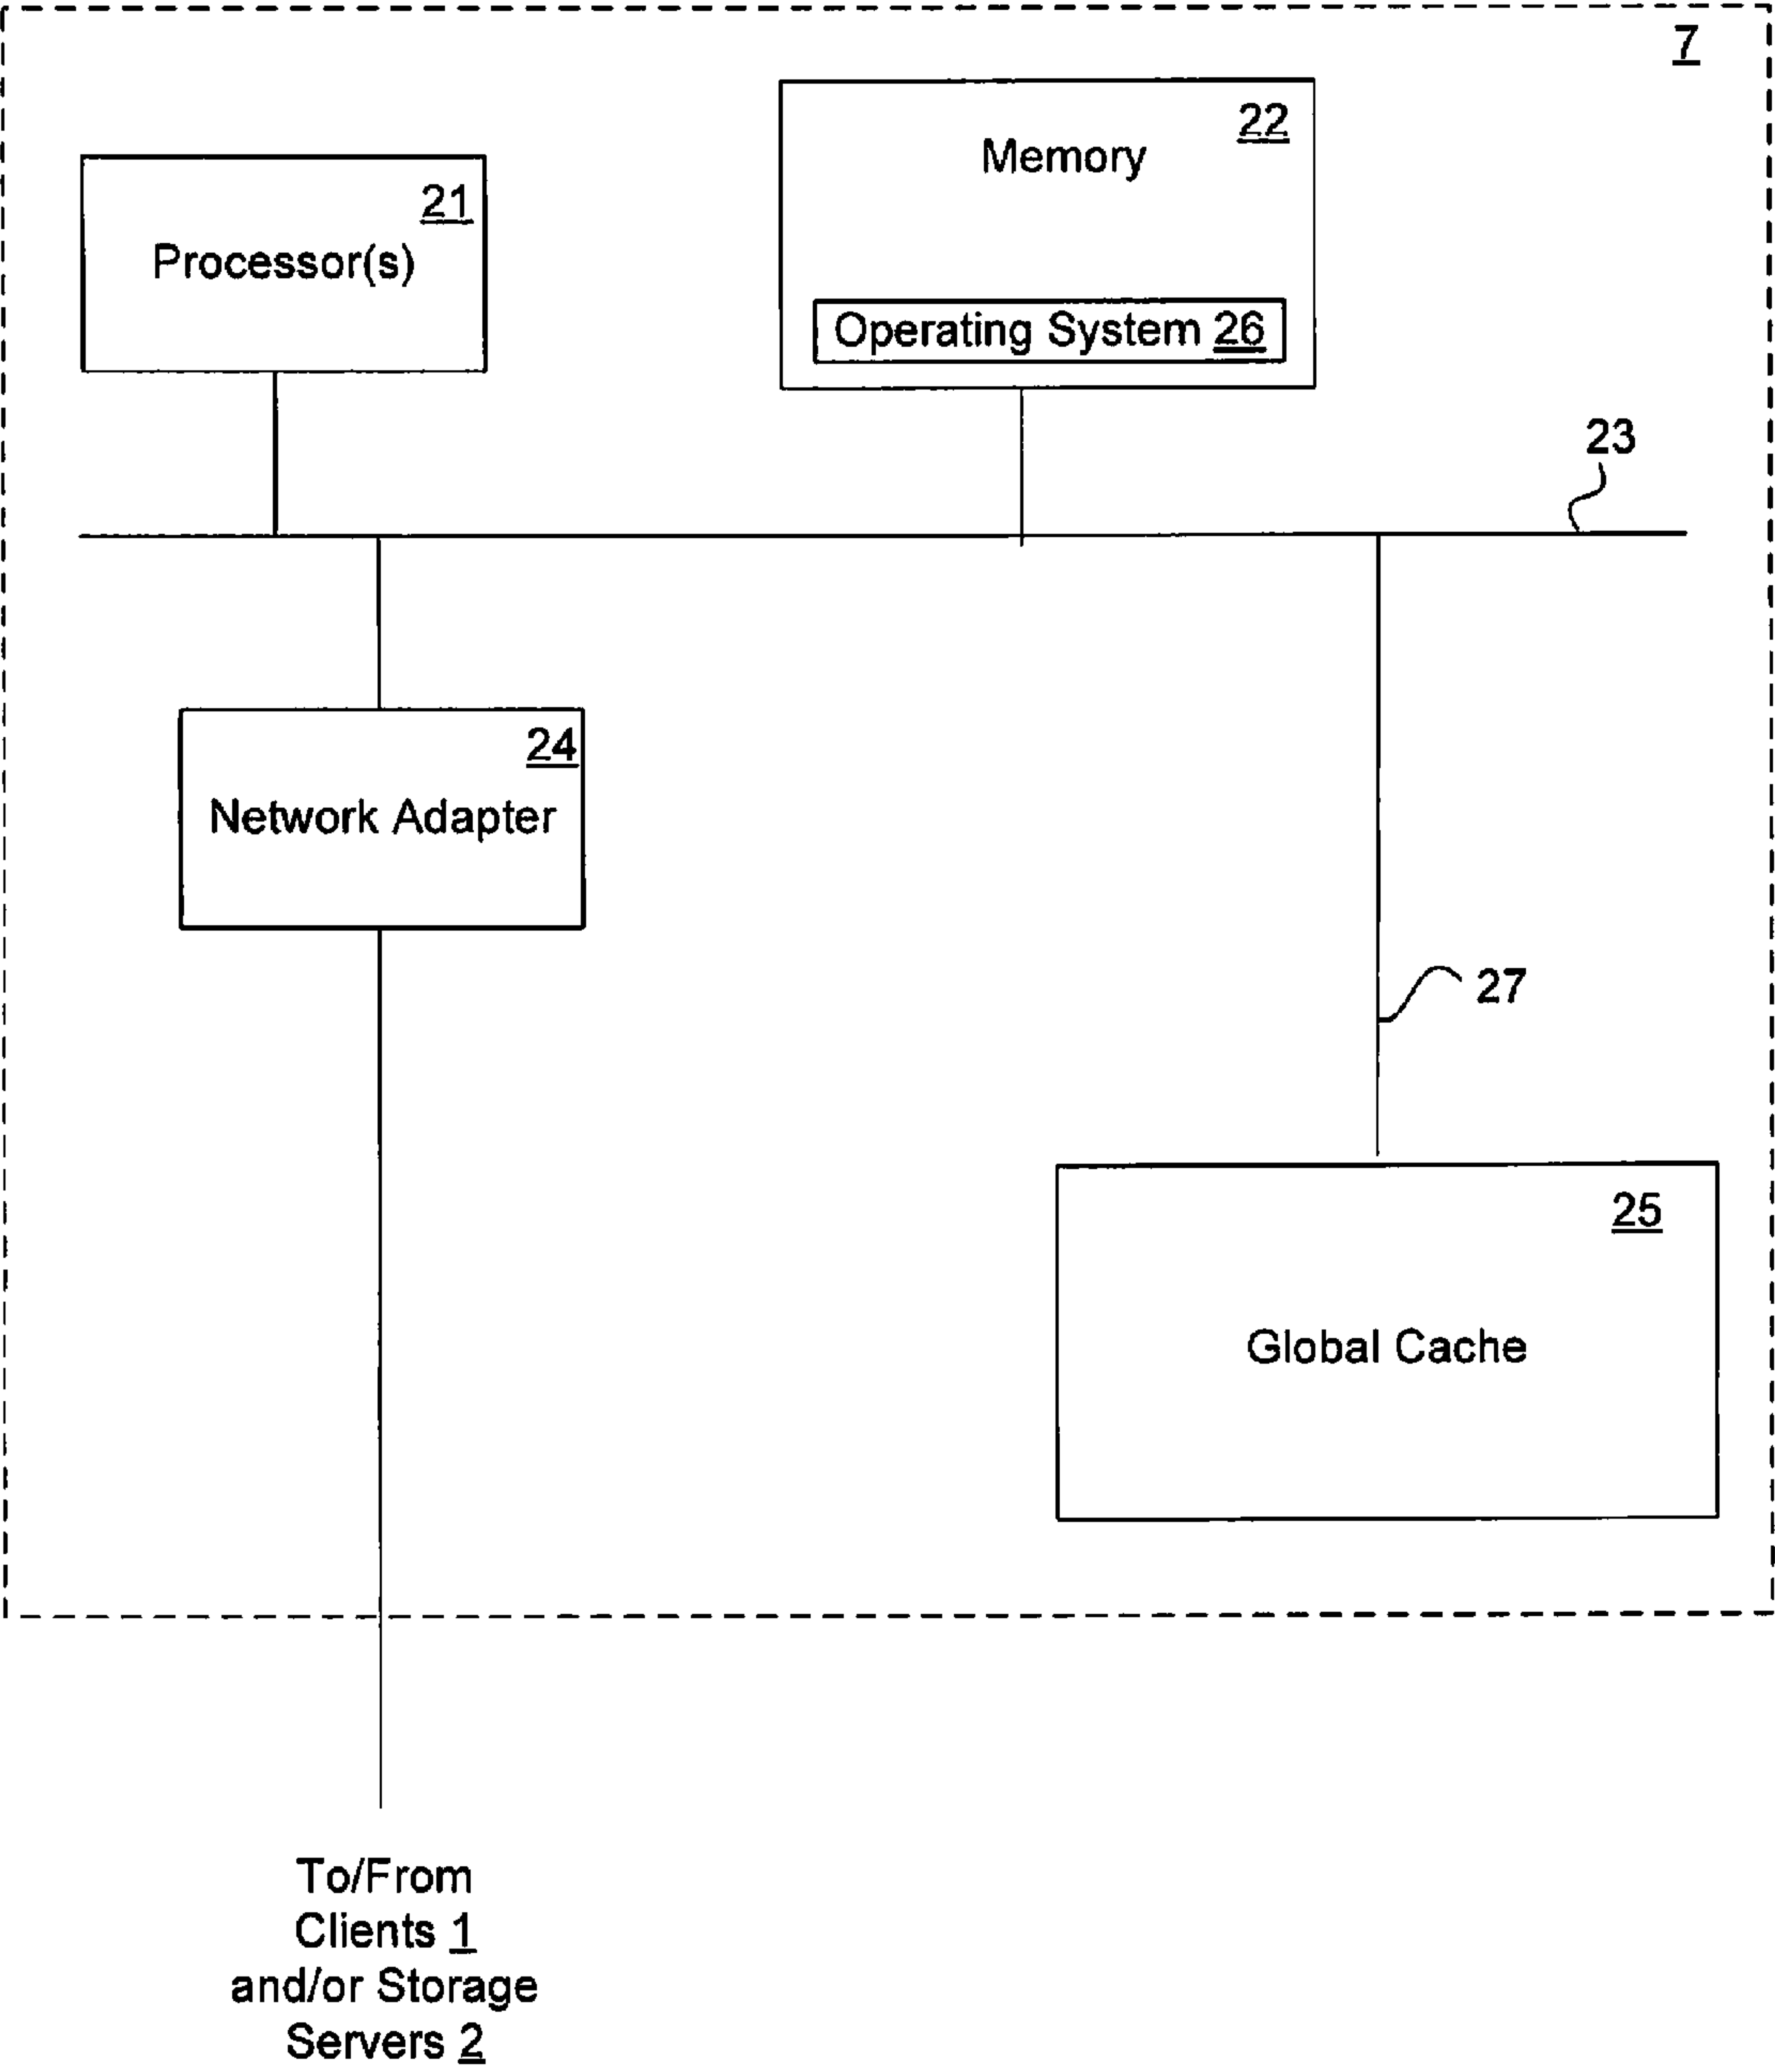 7
22
Memory
21
Processor(s)
Operating System 26
23
24
Network Adapter
27
25
Global Cache
To/From
Clients 1
and/or Storage
Servers 2